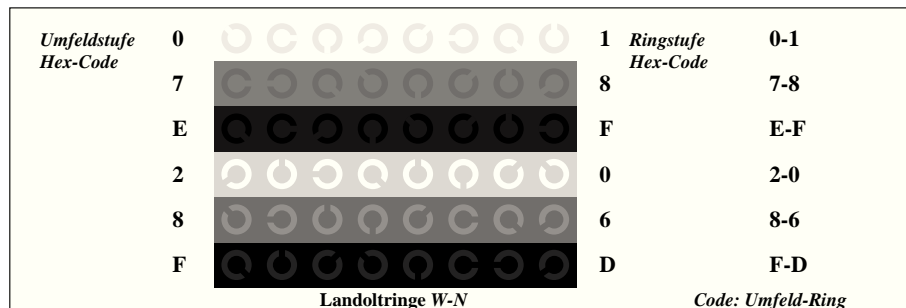 Umfeldstufe 0 1 Ringstufe 0-1
Hex-Code Hex-Code
7 8 7-8
E F E-F
2 0 2-0
8 6 8-6
F D F-D
Landoltringe W-N Code: Umfeld-Ring